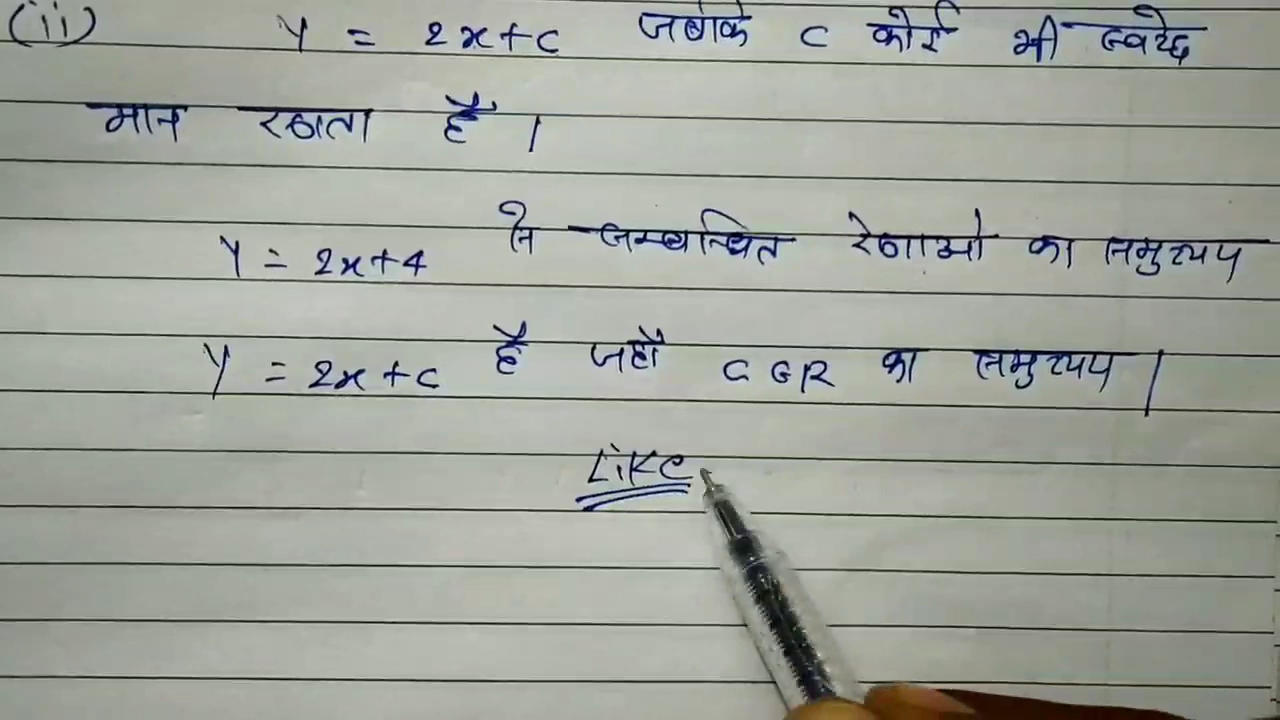 (ii) y = 2x+c जबकि c कोई भी स्वेच्छ
मान रखता है।
y = 2x+4 से सम्बन्धित रेखाओ का समुच्चय
y = 2x+c है जहाँ C ∈ R का समुच्चय।
Like